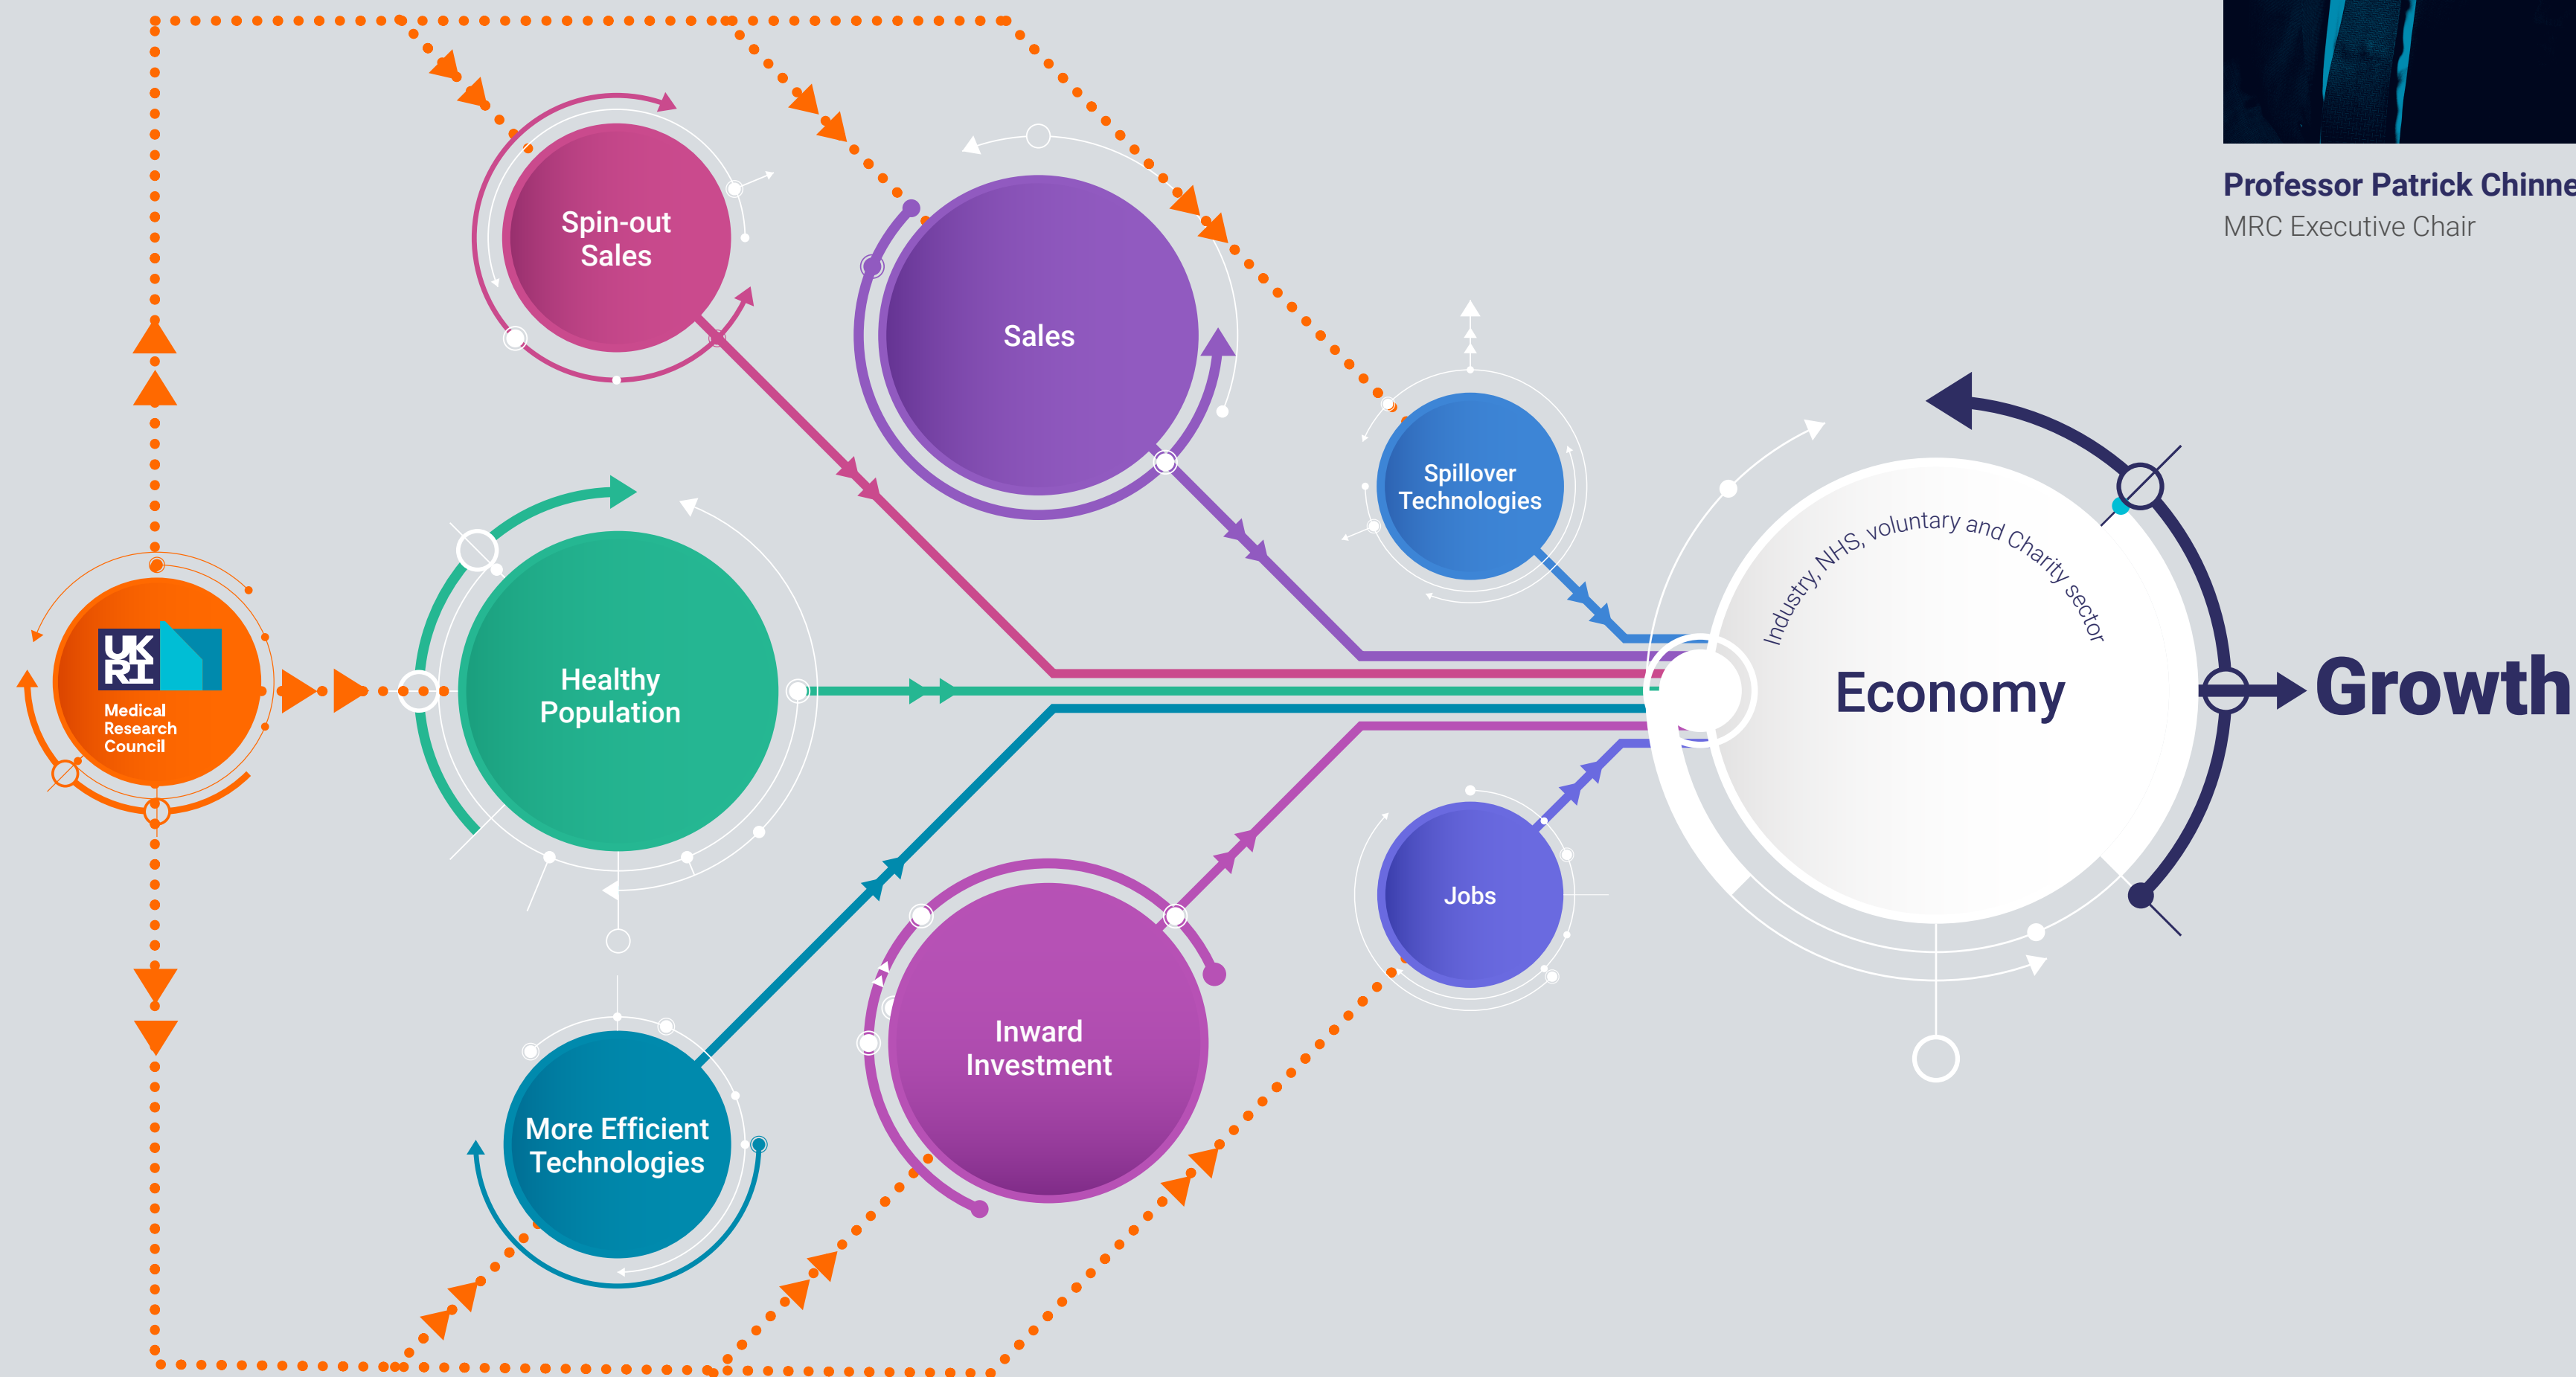 Professor Patrick Chinne
MRC Executive Chair
Spin-out
Sales
Sales
Spillover
Technologies
Industry, NHS, voluntary and Charity sector
UK
RI
Medical
Research
Council
Healthy
Population
Economy
Growth
Jobs
Inward
Investment
More Efficient
Technologies